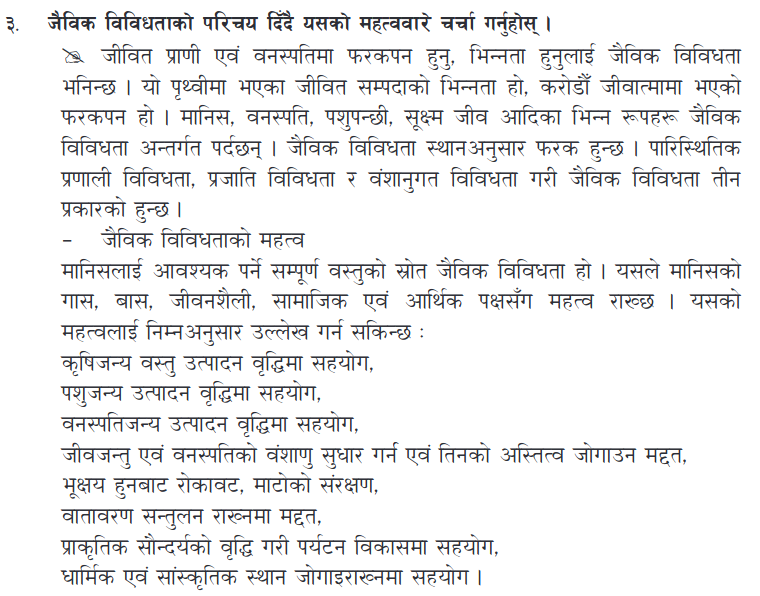 ३. जैविक विविधताको परिचय दिँदै यसको महत्वबारे चर्चा गर्नुहोस् ।
जीवित प्राणी एवं वनस्पतिमा फरकपन हुनु, भिन्नता हुनुलाई जैविक विविधता
भनिन्छ । यो पृथ्वीमा भएका जीवित सम्पदाको भिन्नता हो, करोडौँ जीवात्मामा भएको
फरकपन हो । मानिस, वनस्पति, पशुपन्छी, सूक्ष्म जीव आदिका भिन्न रूपहरू जैविक
विविधता अन्तर्गत पर्दछन् । जैविक विविधता स्थानअनुसार फरक हुन्छ । पारिस्थितिक
प्रणाली विविधता, प्रजाति विविधता र वंशानुगत विविधता गरी जैविक विविधता तीन
प्रकारको हुन्छ ।
– जैविक विविधताको महत्व
मानिसलाई आवश्यक पर्ने सम्पूर्ण वस्तुको स्रोत जैविक विविधता हो । यसले मानिसको
गास, बास, जीवनशैली, सामाजिक एवं आर्थिक पक्षसँग महत्व राख्छ । यसको
महत्वलाई निम्नअनुसार उल्लेख गर्न सकिन्छ :
कृषिजन्य वस्तु उत्पादन वृद्धिमा सहयोग,
पशुजन्य उत्पादन वृद्धिमा सहयोग,
वनस्पतिजन्य उत्पादन वृद्धिमा सहयोग,
जीवजन्तु एवं वनस्पतिको वंशाणु सुधार गर्न एवं तिनको अस्तित्व जोगाउन मद्दत,
भूक्षय हुनबाट रोकावट, माटोको संरक्षण,
वातावरण सन्तुलन राख्नमा मद्दत,
प्राकृतिक सौन्दर्यको वृद्धि गरी पर्यटन विकासमा सहयोग,
धार्मिक एवं सांस्कृतिक स्थान जोगाइराख्नमा सहयोग ।